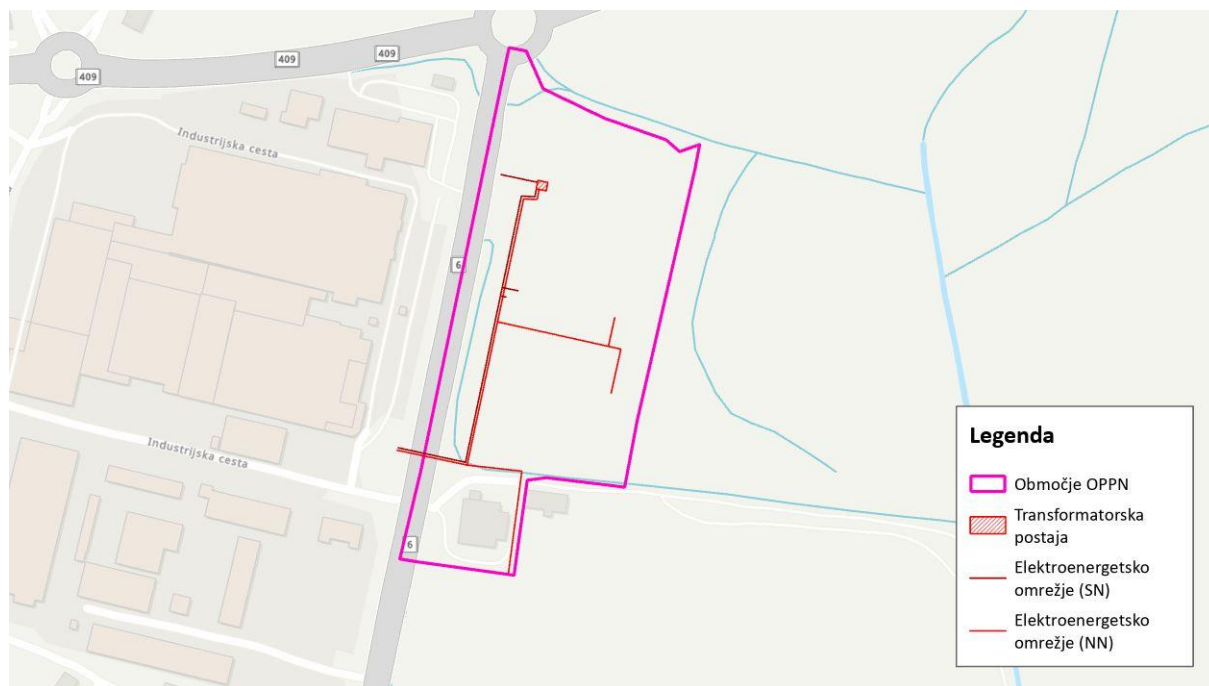 409
409
409
Industrijska cesta
6
Industrijska cesta
6
Legenda
Območje OPPN
Transformatorska
postaja
Elektroenergetsko
omrežje (SN)
Elektroenergetsko
omrežje (NN)